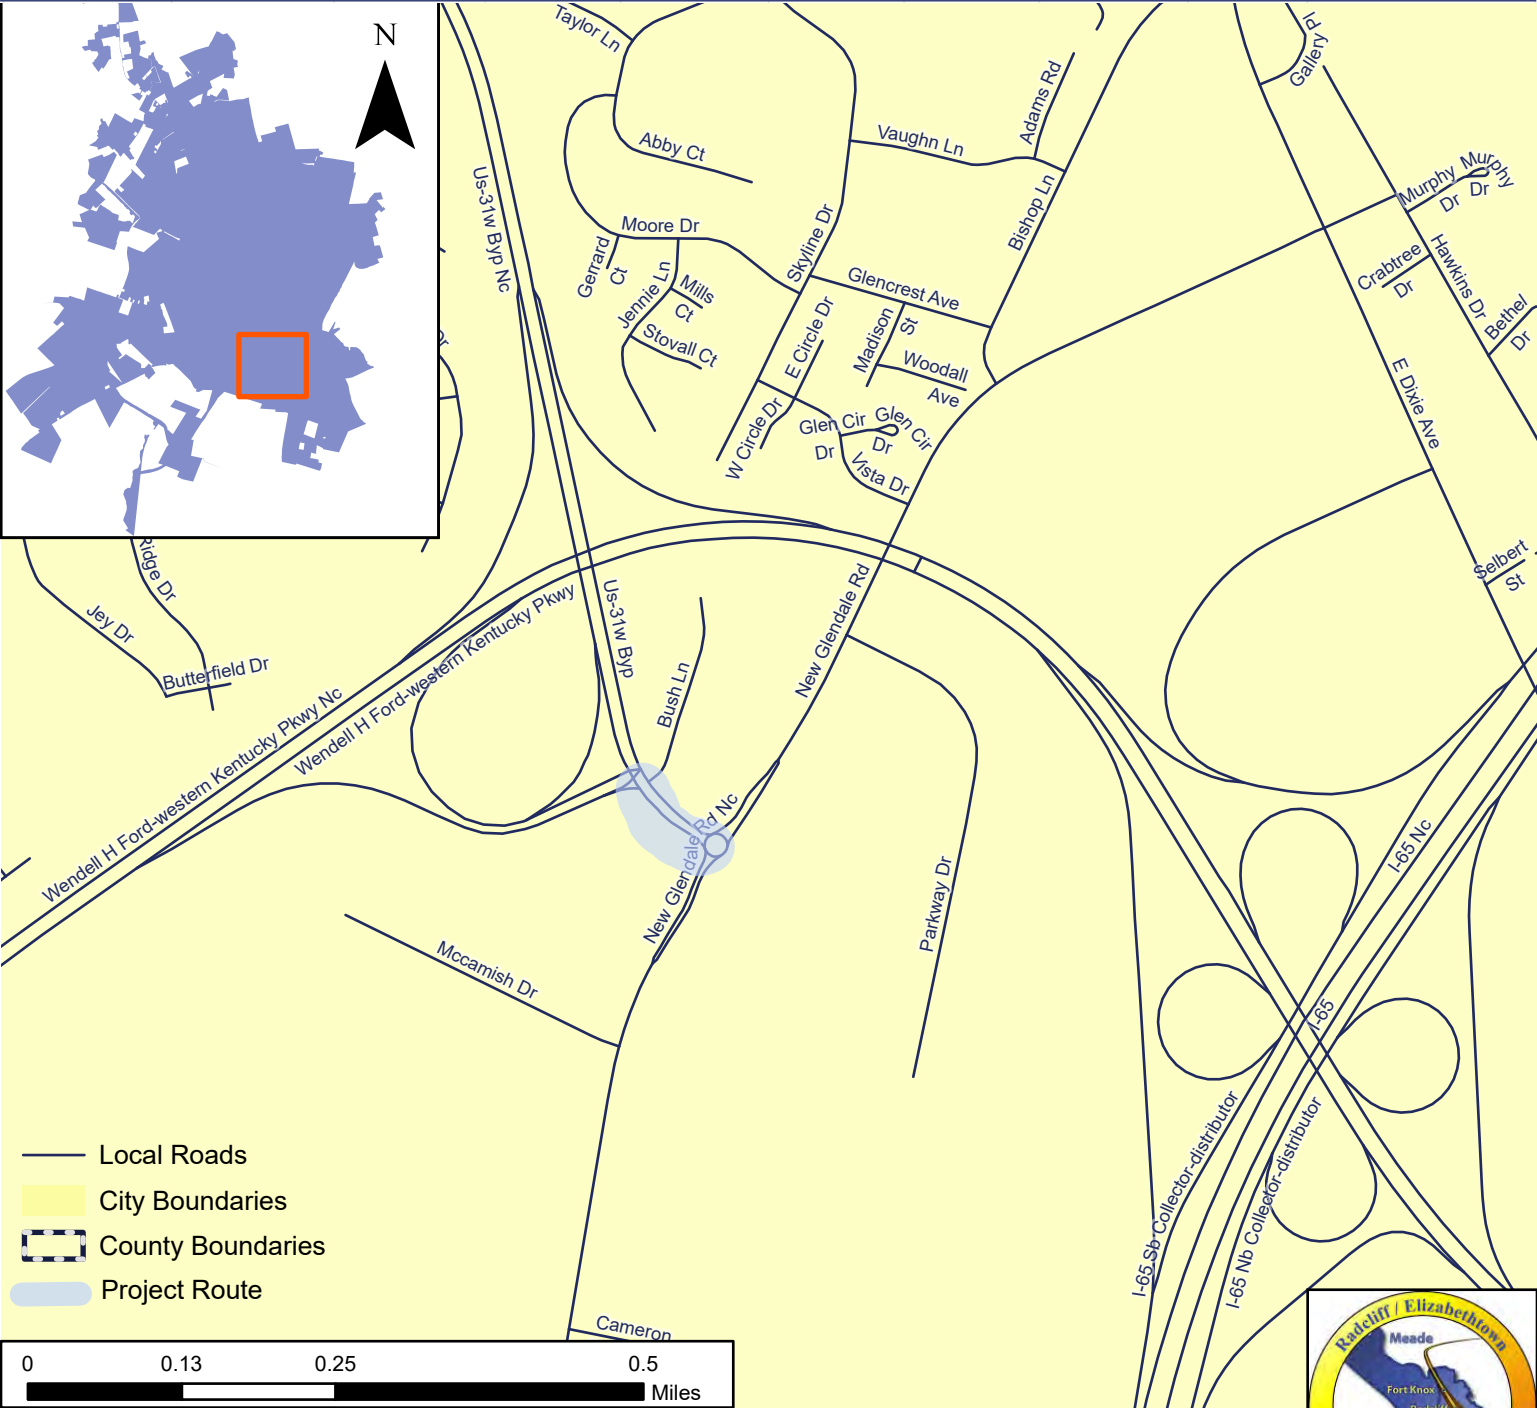 N
Taylor Ln
Gallery Pl
Adams Rd
Vaughn Ln
Abby Ct
Us-31w Byp Nc
Murphy
Dr
Murphy
Dr
Bishop Ln
Moore Dr
Skyline Dr
Gerrard
Ct
Hawkins Dr
Crabtree
Dr
Jennie Ln
Mills
Ct
Glencrest Ave
Madison
St
Bethel
Dr
E Circle Dr
Stovall Ct
Dr
Woodall
Ave
E Dixie Ave
W Circle Dr
Glen Cir
Dr
Glen Cir
Dr
Vista Dr
Ridge Dr
Selbert
St
Jey Dr
Us-31w Byp
New Glendale Rd
Wendell H Ford-western Kentucky Pkwy
Butterfield Dr
Bush Ln
Wendell H Ford-western Kentucky Pkwy Nc
New Glendale Rd Nc
I-65 Nc
Parkway Dr
Mccamish Dr
I-65
I-65 Sb Collector-distributor
I-65 Nb Collector-distributor
Local Roads
City Boundaries
County Boundaries
Project Route
Cameron
0 0.13 0.25 0.5
Miles
Radcliff / Elizabethtown
Meade
Fort Knox